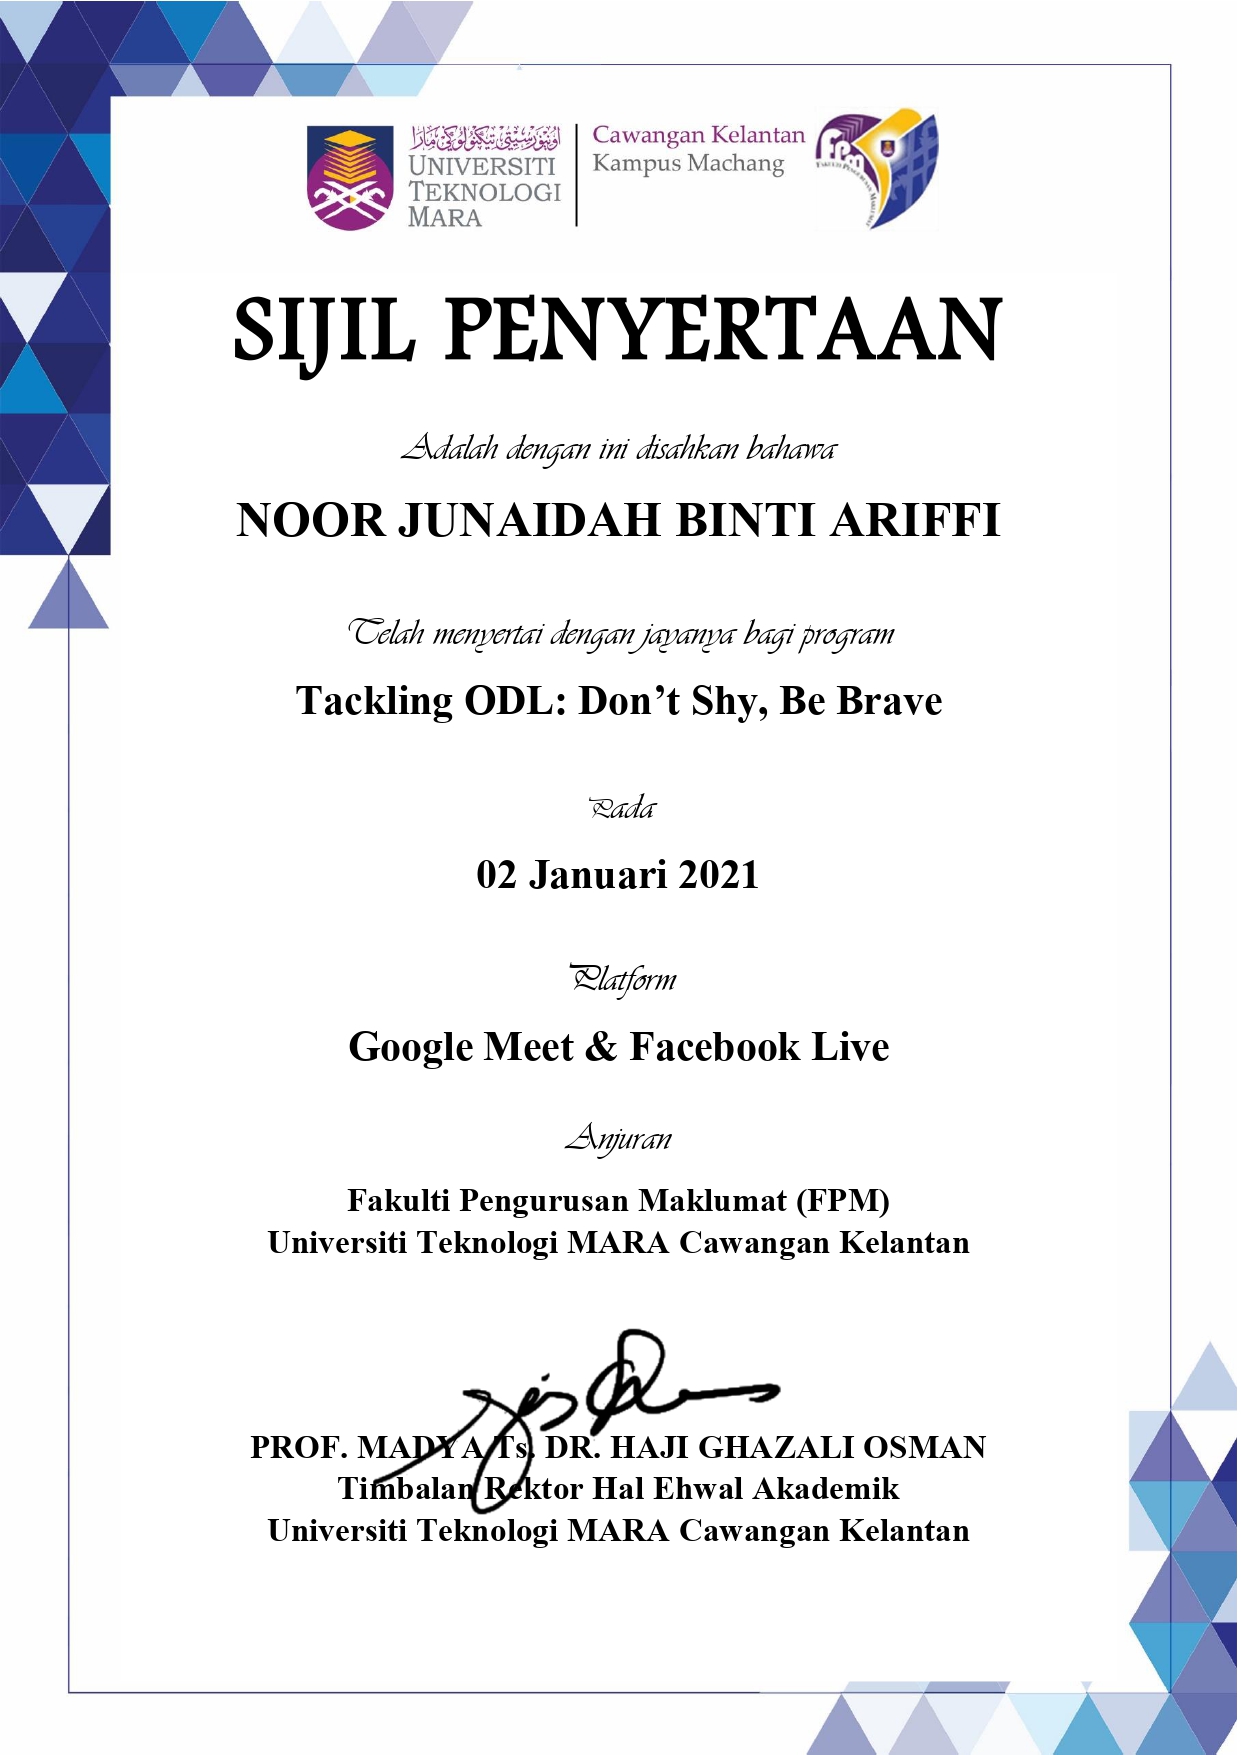 اونيۏرسيتي تيكنولوݢي مارا
UNIVERSITI
TEKNOLOGI
MARA
Cawangan Kelantan
Kampus Machang
FPM
FAKULTI PENGURUSAN MAKLUMAT
SIJIL PENYERTAAN
Adalah dengan ini disahkan bahawa
NOOR JUNAIDAH BINTI ARIFFI
Telah menyertai dengan jayanya bagi program
Tackling ODL: Don’t Shy, Be Brave
Pada
02 Januari 2021
Platform
Google Meet & Facebook Live
Anjuran
Fakulti Pengurusan Maklumat (FPM)
Universiti Teknologi MARA Cawangan Kelantan
PROF. MADYA Ts. DR. HAJI GHAZALI OSMAN
Timbalan Rektor Hal Ehwal Akademik
Universiti Teknologi MARA Cawangan Kelantan